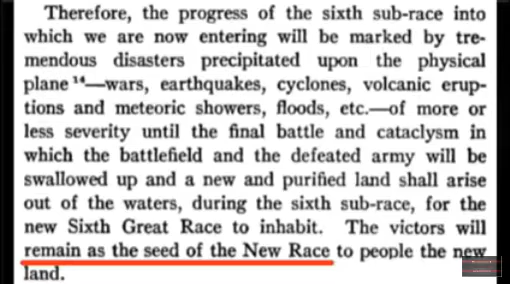 Therefore, the progress of the sixth sub-race into
which we are now entering will be marked by tre-
mendous disasters precipitated upon the physical
plane ¹⁴—wars, earthquakes, cyclones, volcanic erup-
tions and meteoric showers, floods, etc.—of more or
less severity until the final battle and cataclysm in
which the battlefield and the defeated army will be
swallowed up and a new and purified land shall arise
out of the waters, during the sixth sub-race, for the
new Sixth Great Race to inhabit. The victors will
remain as the seed of the New Race to people the new
land.